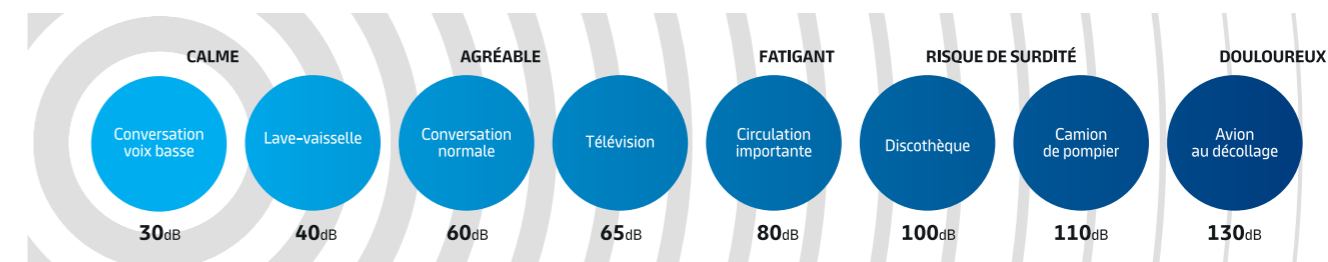 CALME
AGRÉABLE
FATIGANT
RISQUE DE SURDITÉ
DOULOUREUX
Conversation
voix basse
Lave-vaisselle
Conversation
normale
Télévision
Circulation
importante
Discothèque
Camion
de pompier
Avion
au décollage
30dB
40dB
60dB
65dB
80dB
100dB
110dB
130dB